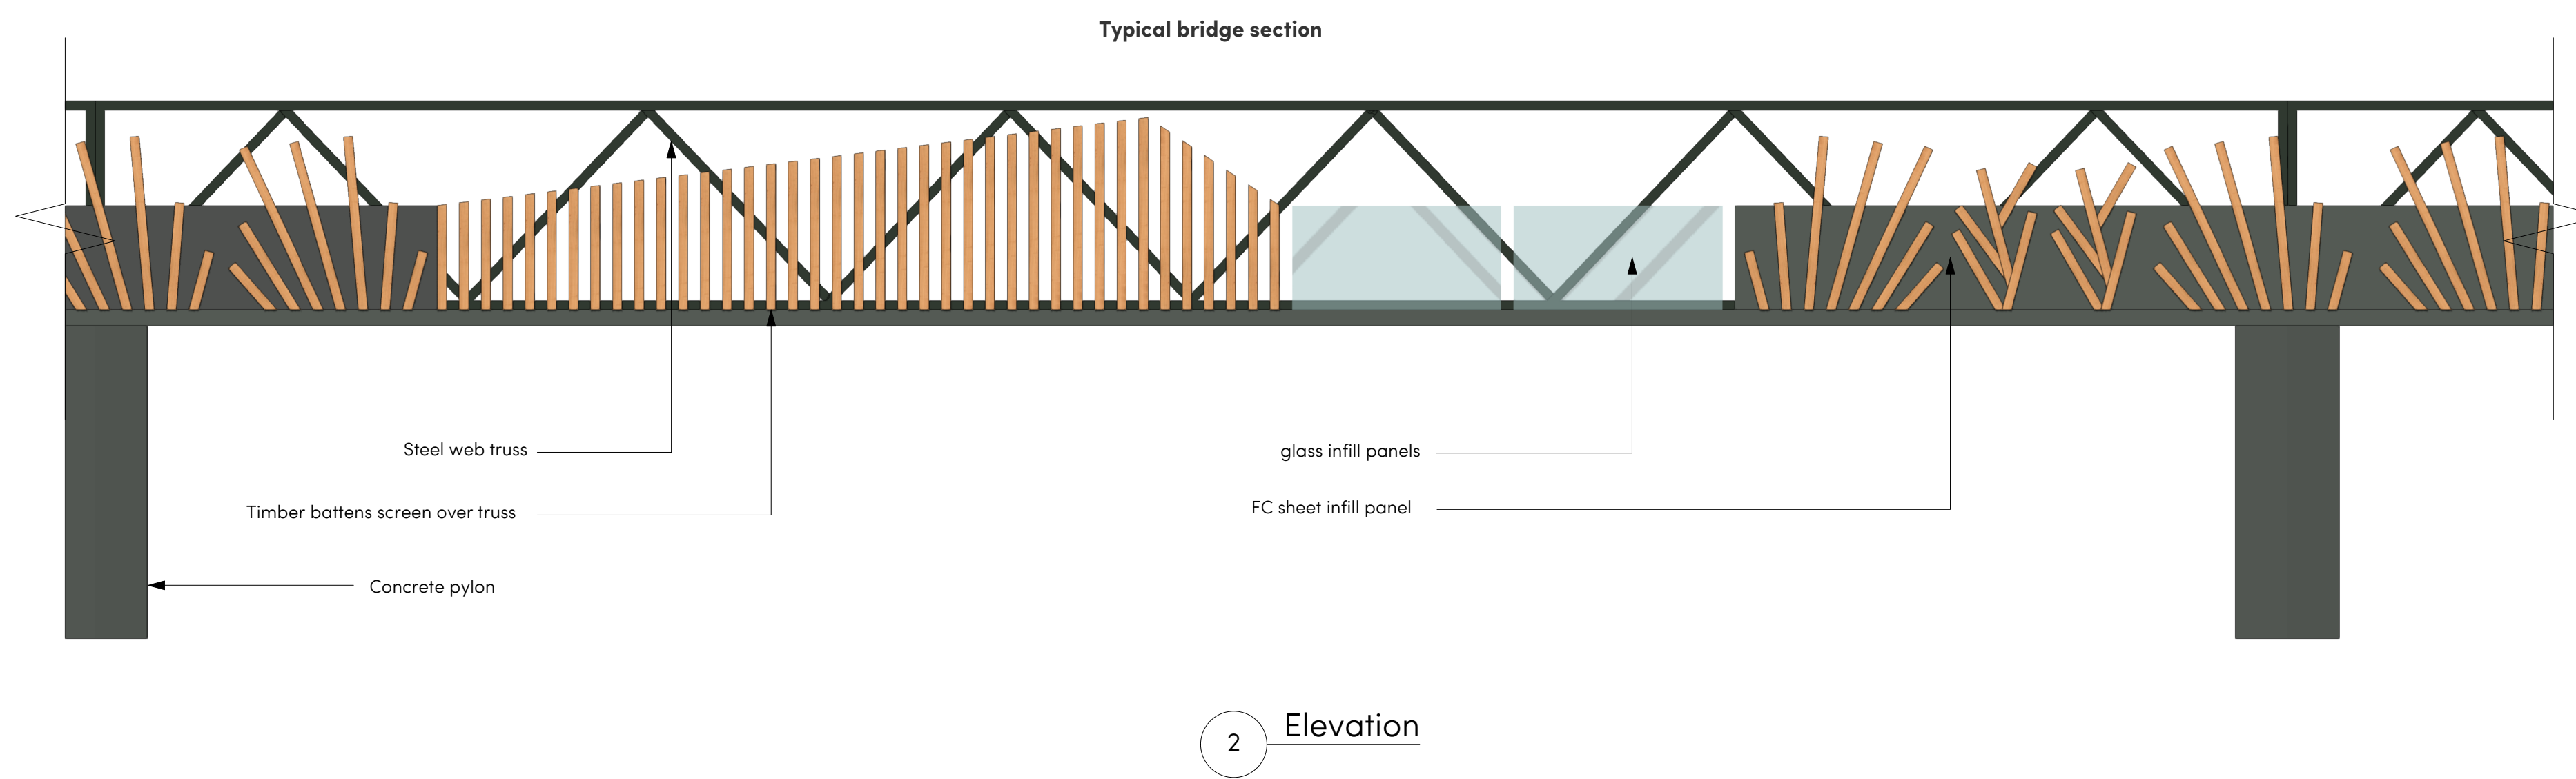 Typical bridge section
Steel web truss
glass infill panels
Timber battens screen over truss
FC sheet infill panel
Concrete pylon
2
Elevation